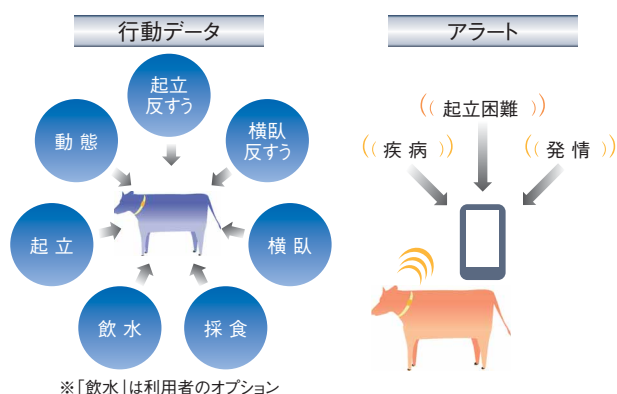 行動データ
アラート
起立
反すう
動態
横臥
反すう
起立
横臥
飲水
採食
※「飲水」は利用者のオプション
((起立困難))
((疾病))
((発情))